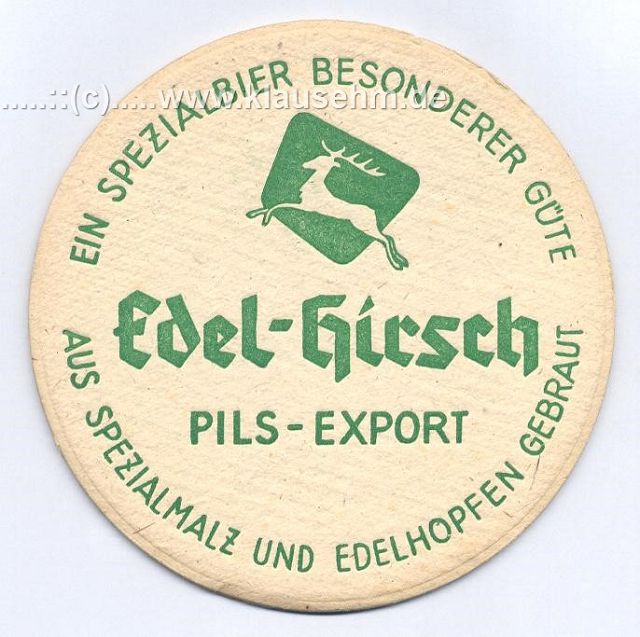 EIN SPEZIALBIER BESONDERER GÜTE
.....::(c).....www.klausehm.de
Edel-Hirsch
PILS-EXPORT
AUS SPEZIALMALZ UND EDELHOPFEN GEBRAUT